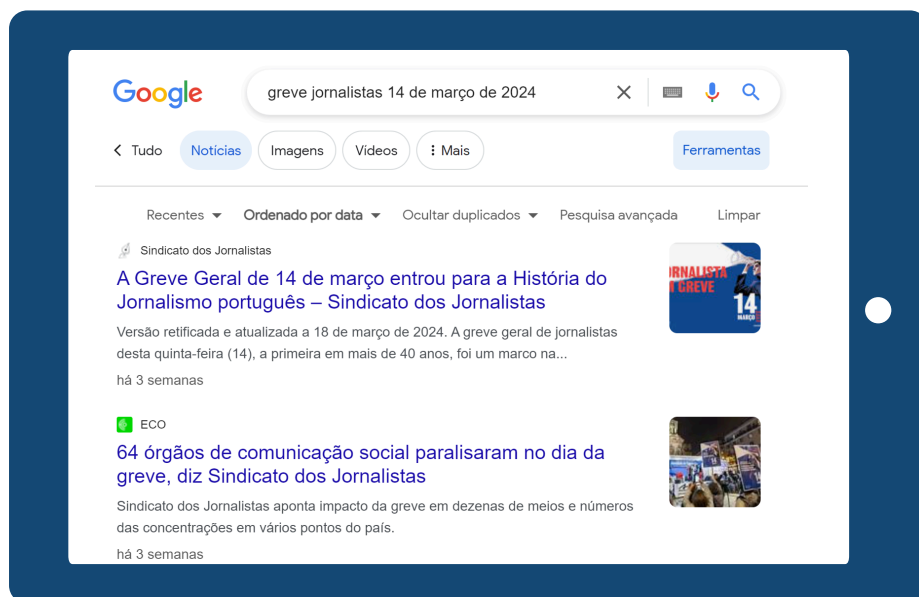 Google
greve jornalistas 14 de março de 2024
Tudo Notícias Imagens Vídeos Mais Ferramentas
Recentes Ordenado por data Ocultar duplicados Pesquisa avançada Limpar
Sindicato dos Jornalistas
A Greve Geral de 14 de março entrou para a História do
Jornalismo português – Sindicato dos Jornalistas
Versão retificada e atualizada a 18 de março de 2024. A greve geral de jornalistas
desta quinta-feira (14), a primeira em mais de 40 anos, foi um marco na...
há 3 semanas
RNALISTA
M GREVE
14
MARÇO
ECO
64 órgãos de comunicação social paralisaram no dia da
greve, diz Sindicato dos Jornalistas
Sindicato dos Jornalistas aponta impacto da greve em dezenas de meios e números
das concentrações em vários pontos do país.
há 3 semanas